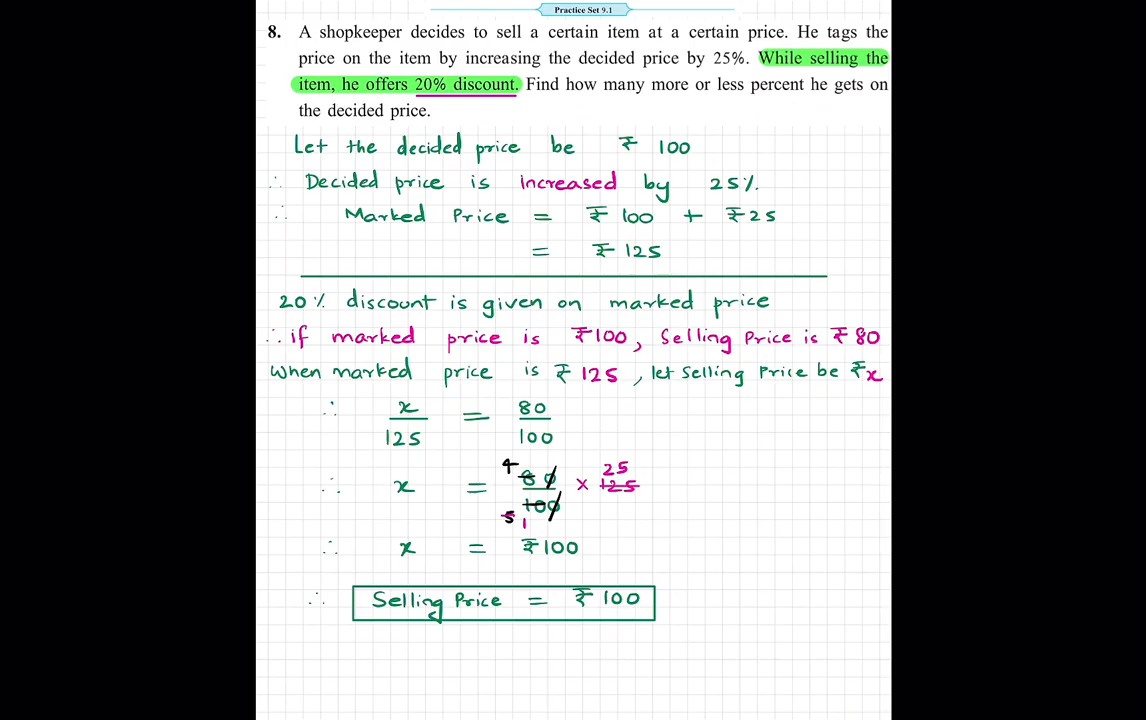 Practice Set 9.1
8. A shopkeeper decides to sell a certain item at a certain price. He tags the
price on the item by increasing the decided price by 25%. While selling the
item, he offers 20% discount. Find how many more or less percent he gets on
the decided price.
Let the decided price be ₹ 100
∴ Decided price is increased by 25%.
∴ Marked Price = ₹ 100 + ₹ 25
= ₹ 125
20% discount is given on marked price
∴ if marked price is ₹100, Selling Price is ₹ 80
When marked price is ₹ 125, let Selling Price be ₹x
∴ x/125 = 80/100
∴ x = 4 80/100 5 1 × 125 25
∴ x = ₹100
∴ Selling Price = ₹ 100